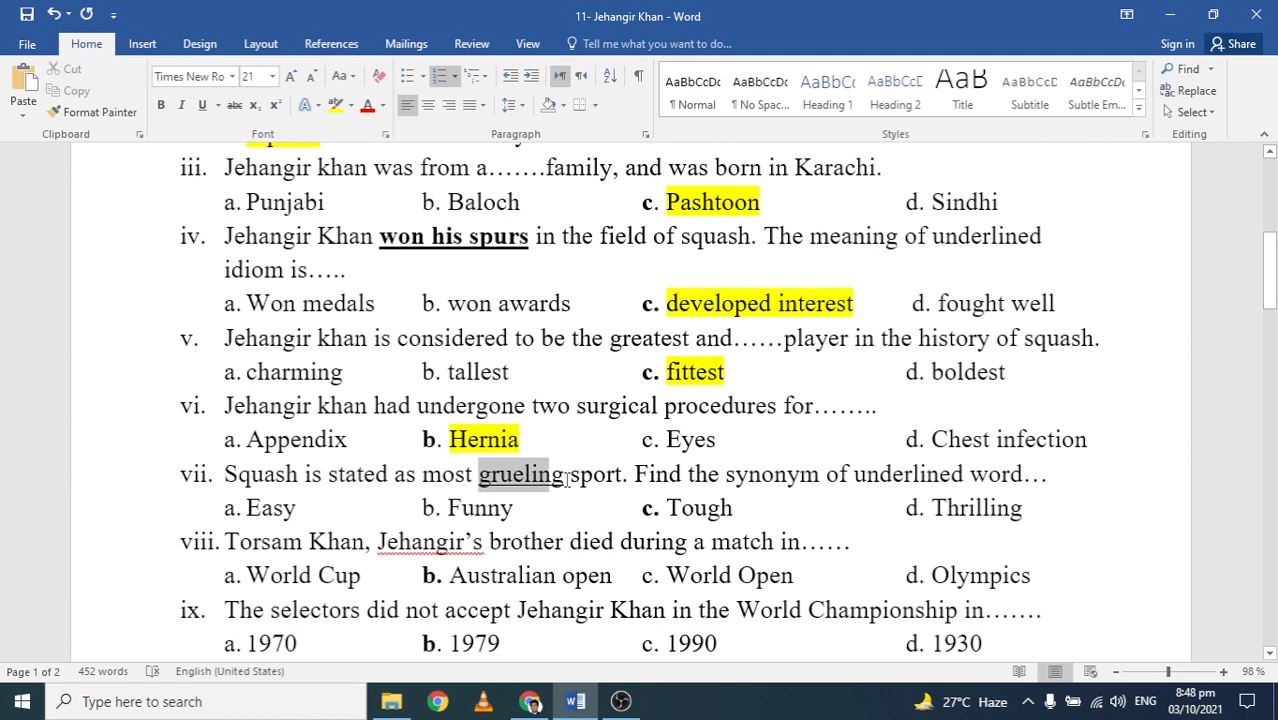 11- Jehangir Khan - Word
File Home Insert Design Layout References Mailings Review View Tell me what you want to do... Sign in Share
Cut
Copy
Format Painter
Paste
Clipboard
Times New Ro 21
Font
Paragraph
AaBbCcDc AaBbCcDc AaBbCc AaBbCcC AaB AaBbCcC AaBbCcDc
¶ Normal ¶ No Spac... Heading 1 Heading 2 Title Subtitle Subtle Em...
Styles
Find
Replace
Select
Editing
iii. Jehangir khan was from a…….family, and was born in Karachi.
a. Punjabi b. Baloch c. Pashtoon d. Sindhi
iv. Jehangir Khan won his spurs in the field of squash. The meaning of underlined
idiom is…..
a. Won medals b. won awards c. developed interest d. fought well
v. Jehangir khan is considered to be the greatest and……player in the history of squash.
a. charming b. tallest c. fittest d. boldest
vi. Jehangir khan had undergone two surgical procedures for……..
a. Appendix b. Hernia c. Eyes d. Chest infection
vii. Squash is stated as most grueling sport. Find the synonym of underlined word…
a. Easy b. Funny c. Tough d. Thrilling
viii. Torsam Khan, Jehangir’s brother died during a match in……
a. World Cup b. Australian open c. World Open d. Olympics
ix. The selectors did not accept Jehangir Khan in the World Championship in…….
a. 1970 b. 1979 c. 1990 d. 1930
Page 1 of 2 452 words English (United States) 98 %
Type here to search
27°C Haze ENG
8:48 pm
03/10/2021